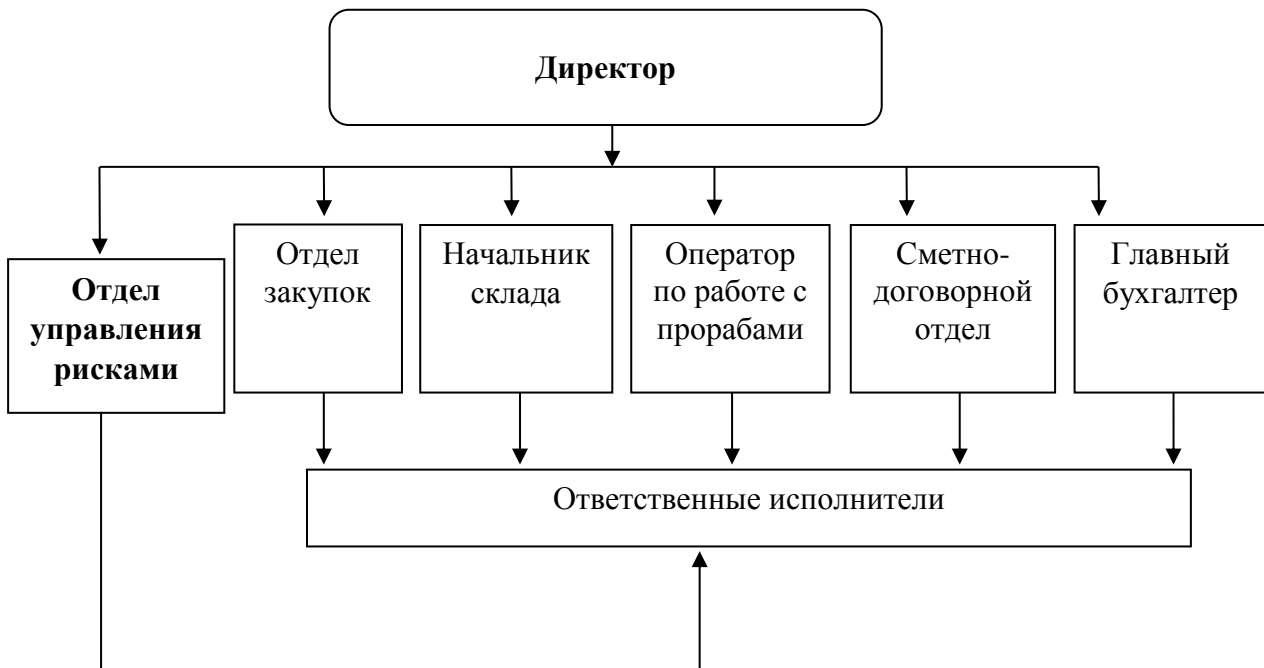 Директор
Отдел
управления
рисками
Отдел
закупок
Начальник
склада
Оператор
по работе с
прорабами
Сметно-
договорной
отдел
Главный
бухгалтер
Ответственные исполнители